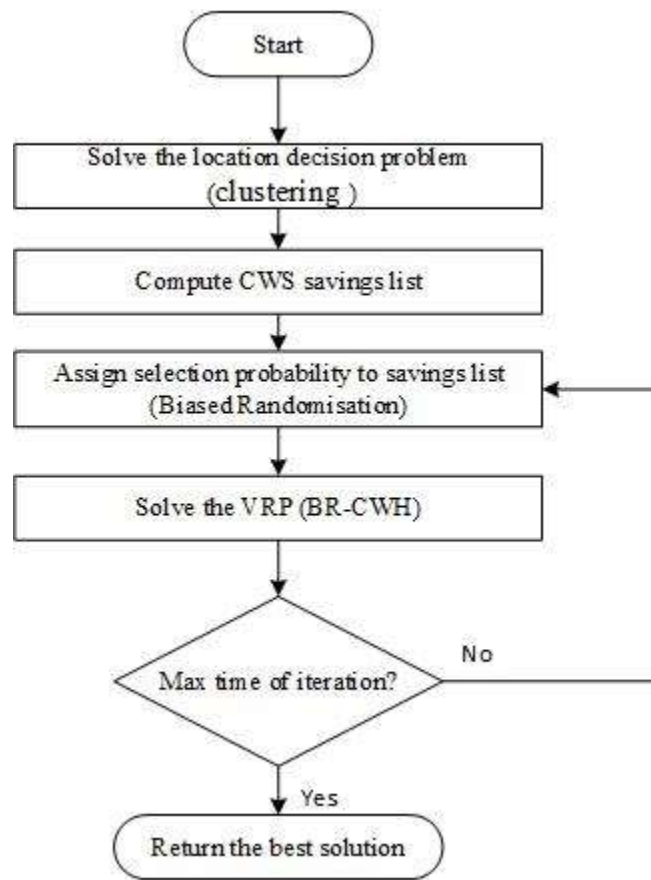 Start
Solve the location decision problem
(clustering )
Compute CWS savings list
Assign selection probability to savings list
(Biased Randomisation)
Solve the VRP (BR-CWH)
Max time of iteration?
No
Yes
Return the best solution